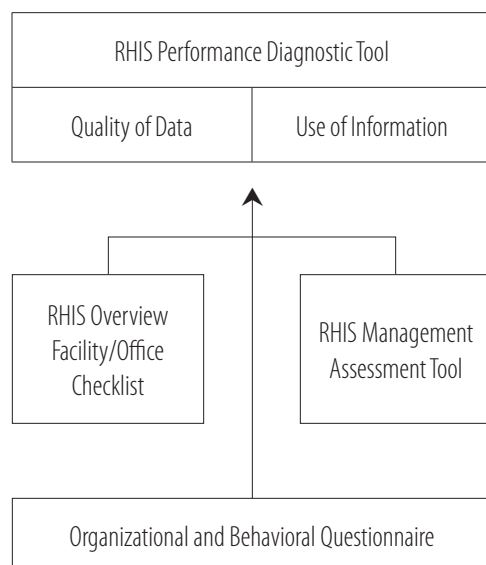 RHIS Performance Diagnostic Tool
Quality of Data
Use of Information
RHIS Overview
Facility/Office
Checklist
RHIS Management
Assessment Tool
Organizational and Behavioral Questionnaire